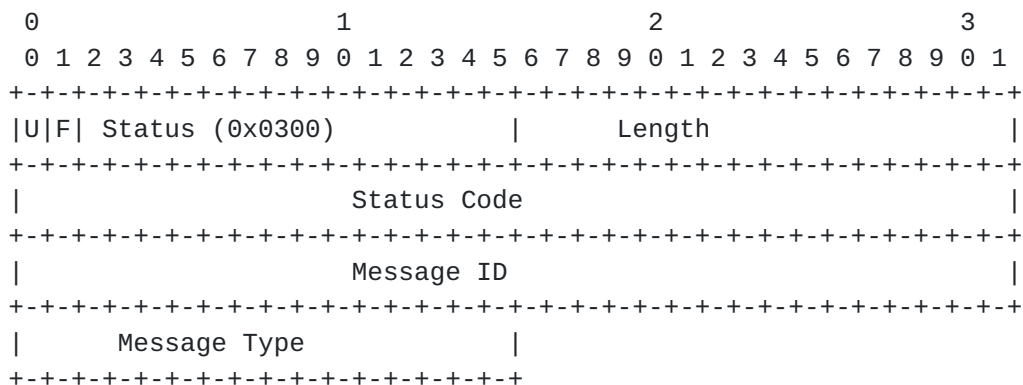 0                   1                   2                   3
 0 1 2 3 4 5 6 7 8 9 0 1 2 3 4 5 6 7 8 9 0 1 2 3 4 5 6 7 8 9 0 1
+-+-+-+-+-+-+-+-+-+-+-+-+-+-+-+-+-+-+-+-+-+-+-+-+-+-+-+-+-+-+-+-+
|U|F| Status (0x0300)           |      Length                   |
+-+-+-+-+-+-+-+-+-+-+-+-+-+-+-+-+-+-+-+-+-+-+-+-+-+-+-+-+-+-+-+-+
|                     Status Code                               |
+-+-+-+-+-+-+-+-+-+-+-+-+-+-+-+-+-+-+-+-+-+-+-+-+-+-+-+-+-+-+-+-+
|                     Message ID                                |
+-+-+-+-+-+-+-+-+-+-+-+-+-+-+-+-+-+-+-+-+-+-+-+-+-+-+-+-+-+-+-+-+
|      Message Type             |
+-+-+-+-+-+-+-+-+-+-+-+-+-+-+-+-+